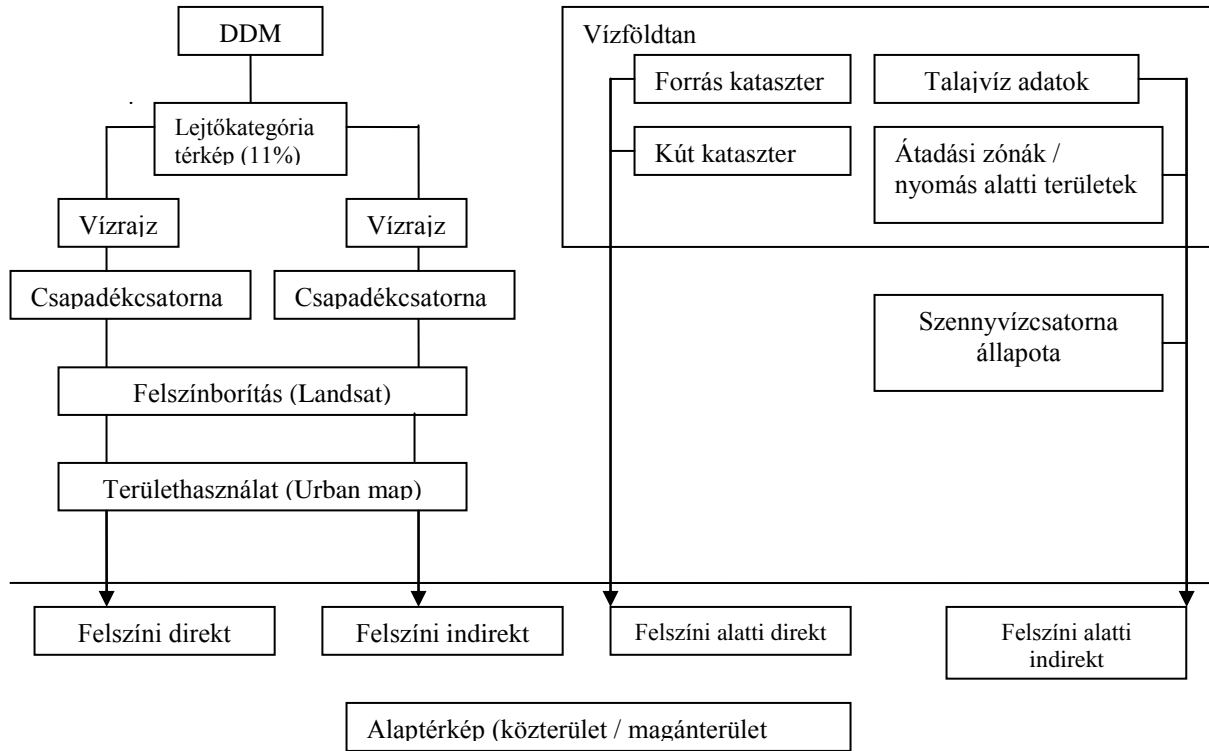 DDM
Lejtőkategória
térkép (11%)
Vízrajz
Vízrajz
Csapadékcsatorna
Csapadékcsatorna
Felszínborítás (Landsat)
Területhasználat (Urban map)
Vízföldtan
Forrás kataszter
Talajvíz adatok
Kút kataszter
Átadási zónák /
nyomás alatti területek
Szennyvízcsatorna
állapota
Felszíni direkt
Felszíni indirekt
Felszíni alatti direkt
Felszíni alatti
indirekt
Alaptérkép (közterület / magánterület